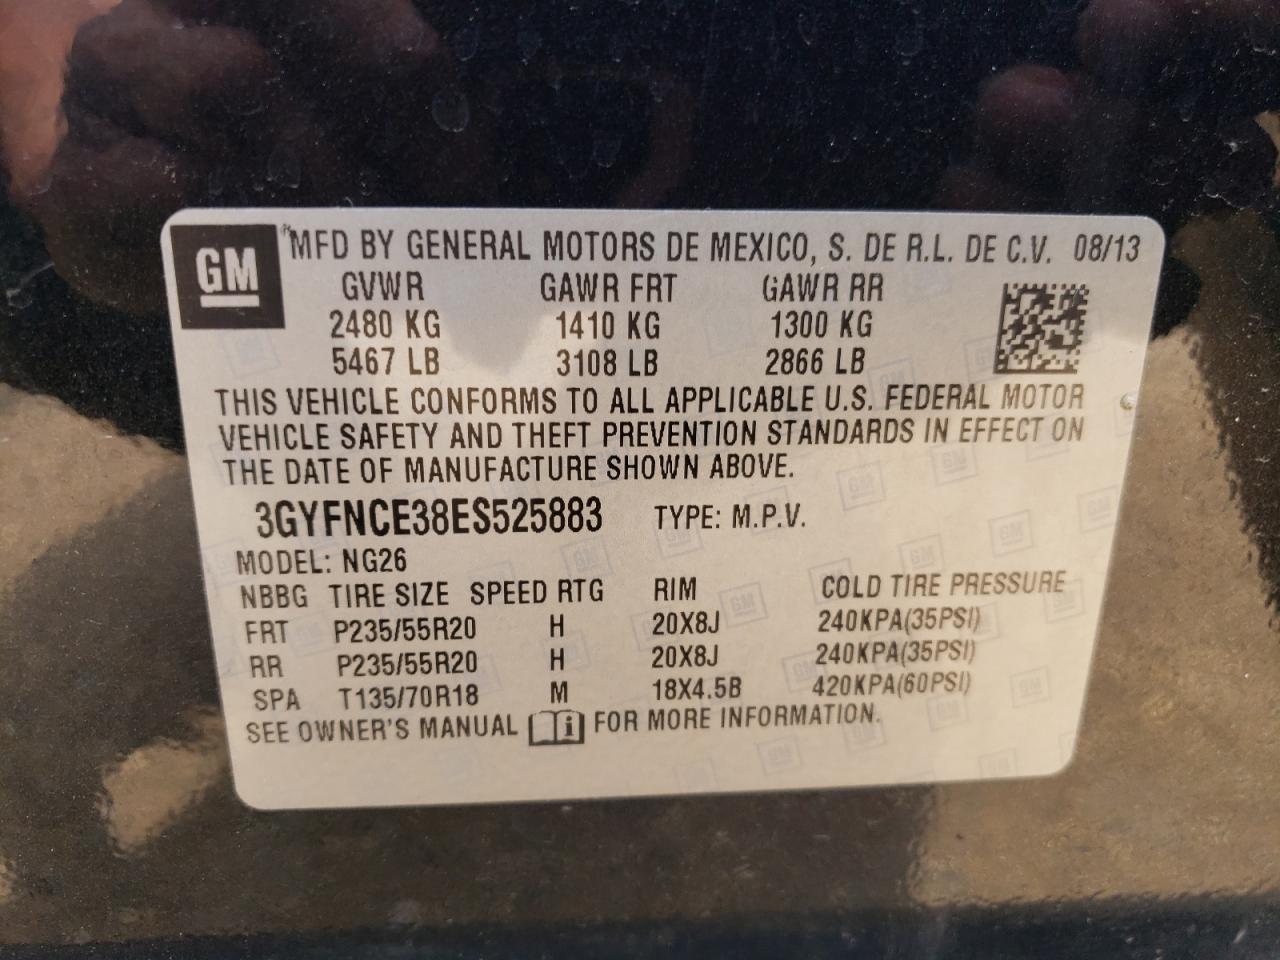 GM MFD BY GENERAL MOTORS DE MEXICO, S. DE R.L. DE C.V. 08/13
GVWR GAWR FRT GAWR RR
2480 KG 1410 KG 1300 KG
5467 LB 3108 LB 2866 LB
THIS VEHICLE CONFORMS TO ALL APPLICABLE U.S. FEDERAL MOTOR
VEHICLE SAFETY AND THEFT PREVENTION STANDARDS IN EFFECT ON
THE DATE OF MANUFACTURE SHOWN ABOVE.
3GYFNCE38ES525883 TYPE: M.P.V.
MODEL: NG26
NBBG TIRE SIZE SPEED RTG RIM COLD TIRE PRESSURE
FRT P235/55R20 H 20X8J 240KPA(35PSI)
RR P235/55R20 H 20X8J 240KPA(35PSI)
SPA T135/70R18 M 18X4.5B 420KPA(60PSI)
SEE OWNER'S MANUAL FOR MORE INFORMATION.